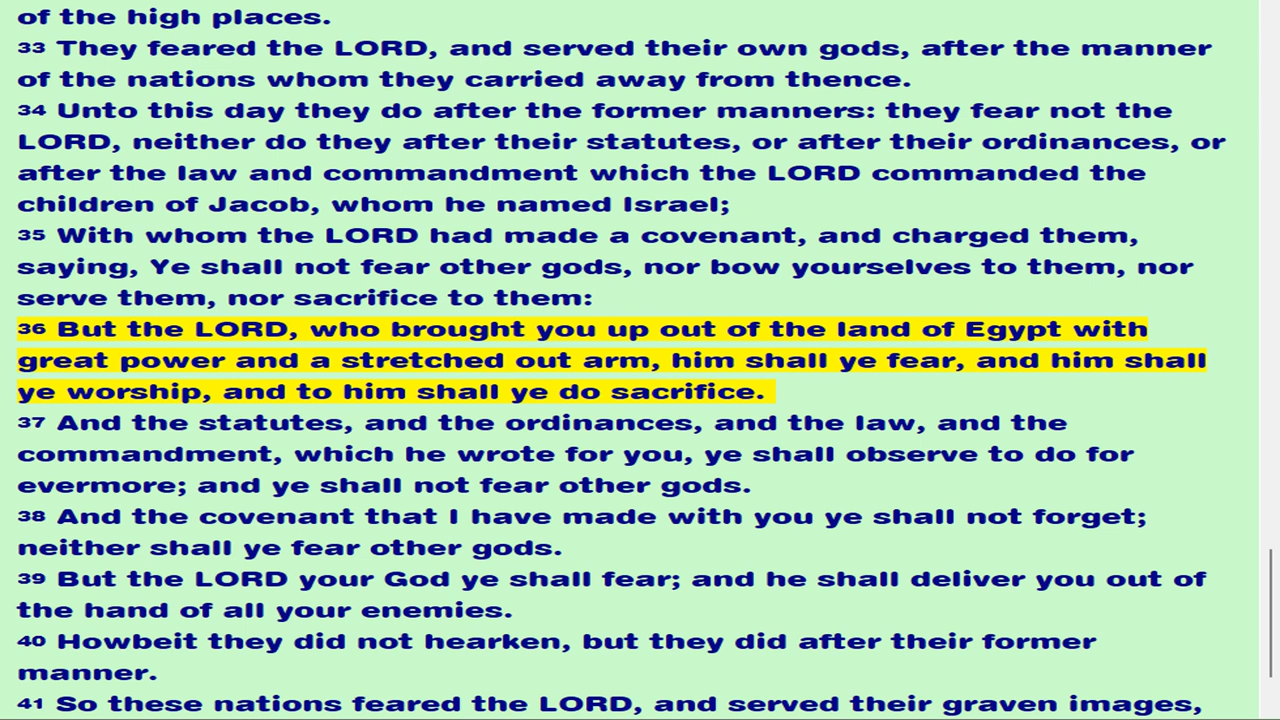 of the high places.
33 They feared the LORD, and served their own gods, after the manner
of the nations whom they carried away from thence.
34 Unto this day they do after the former manners: they fear not the
LORD, neither do they after their statutes, or after their ordinances, or
after the law and commandment which the LORD commanded the
children of Jacob, whom he named Israel;
35 With whom the LORD had made a covenant, and charged them,
saying, Ye shall not fear other gods, nor bow yourselves to them, nor
serve them, nor sacrifice to them:
36 But the LORD, who brought you up out of the land of Egypt with
great power and a stretched out arm, him shall ye fear, and him shall
ye worship, and to him shall ye do sacrifice.
37 And the statutes, and the ordinances, and the law, and the
commandment, which he wrote for you, ye shall observe to do for
evermore; and ye shall not fear other gods.
38 And the covenant that I have made with you ye shall not forget;
neither shall ye fear other gods.
39 But the LORD your God ye shall fear; and he shall deliver you out of
the hand of all your enemies.
40 Howbeit they did not hearken, but they did after their former
manner.
41 So these nations feared the LORD, and served their graven images,